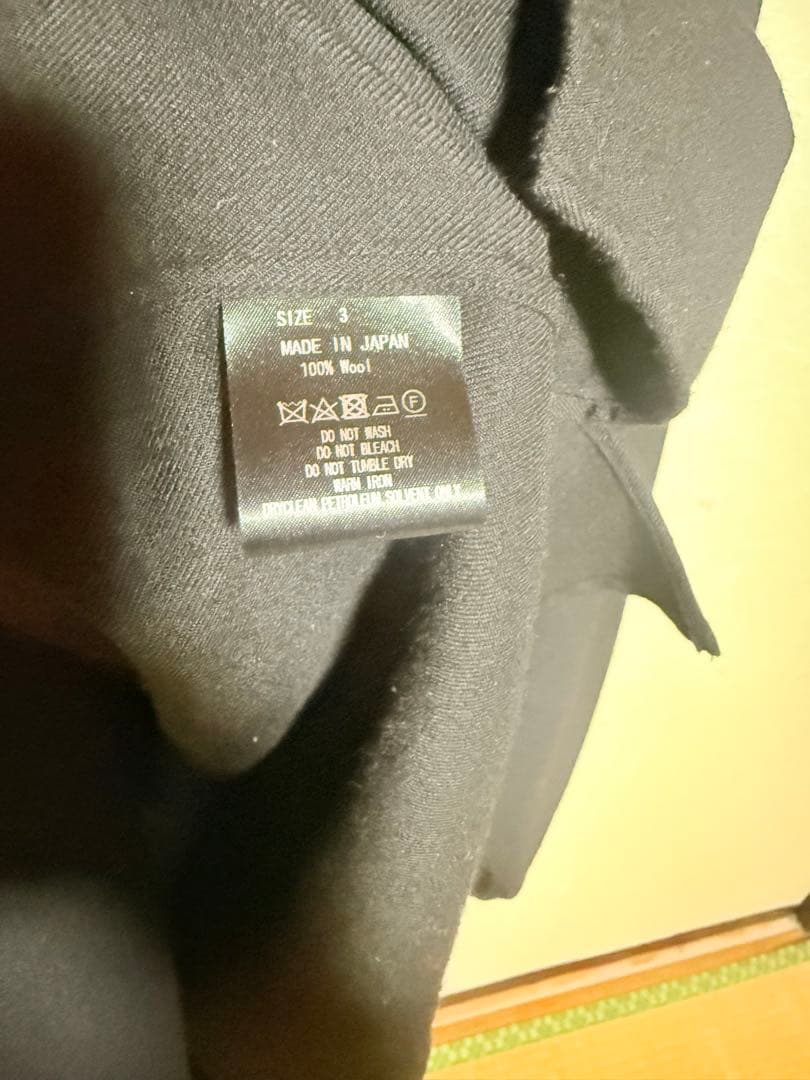 SIZE 3
MADE IN JAPAN
100% Wool
F
DO NOT WASH
DO NOT BLEACH
DO NOT TUMBLE DRY
WARM IRON
DRYCLEAN PETROLEUM SOLVENT ONLY